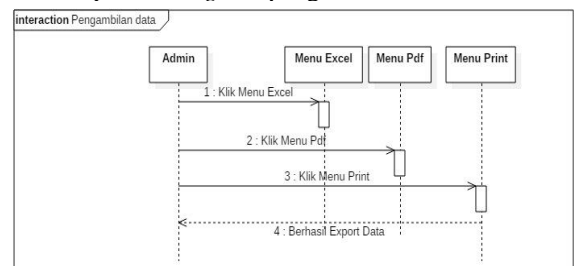 interaction Pengambilan data
Admin
Menu Excel
Menu Pdf
Menu Print
1 : Klik Menu Excel
2 : Klik Menu Pdf
3 : Klik Menu Print
4 : Berhasil Export Data